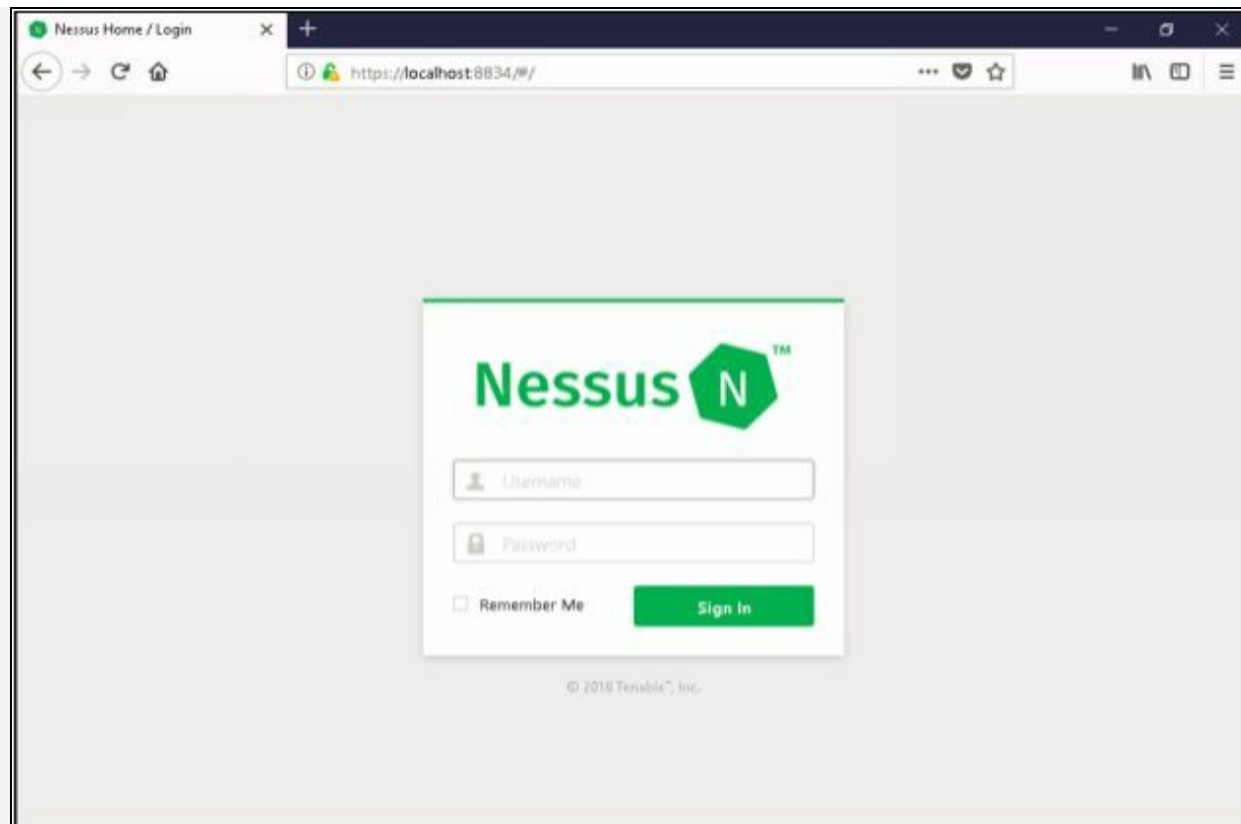 Nessus Home / Login
https://localhost:8834/#/
Nessus N ™
Username
Password
Remember Me
Sign In
© 2018 Tenable™, Inc.